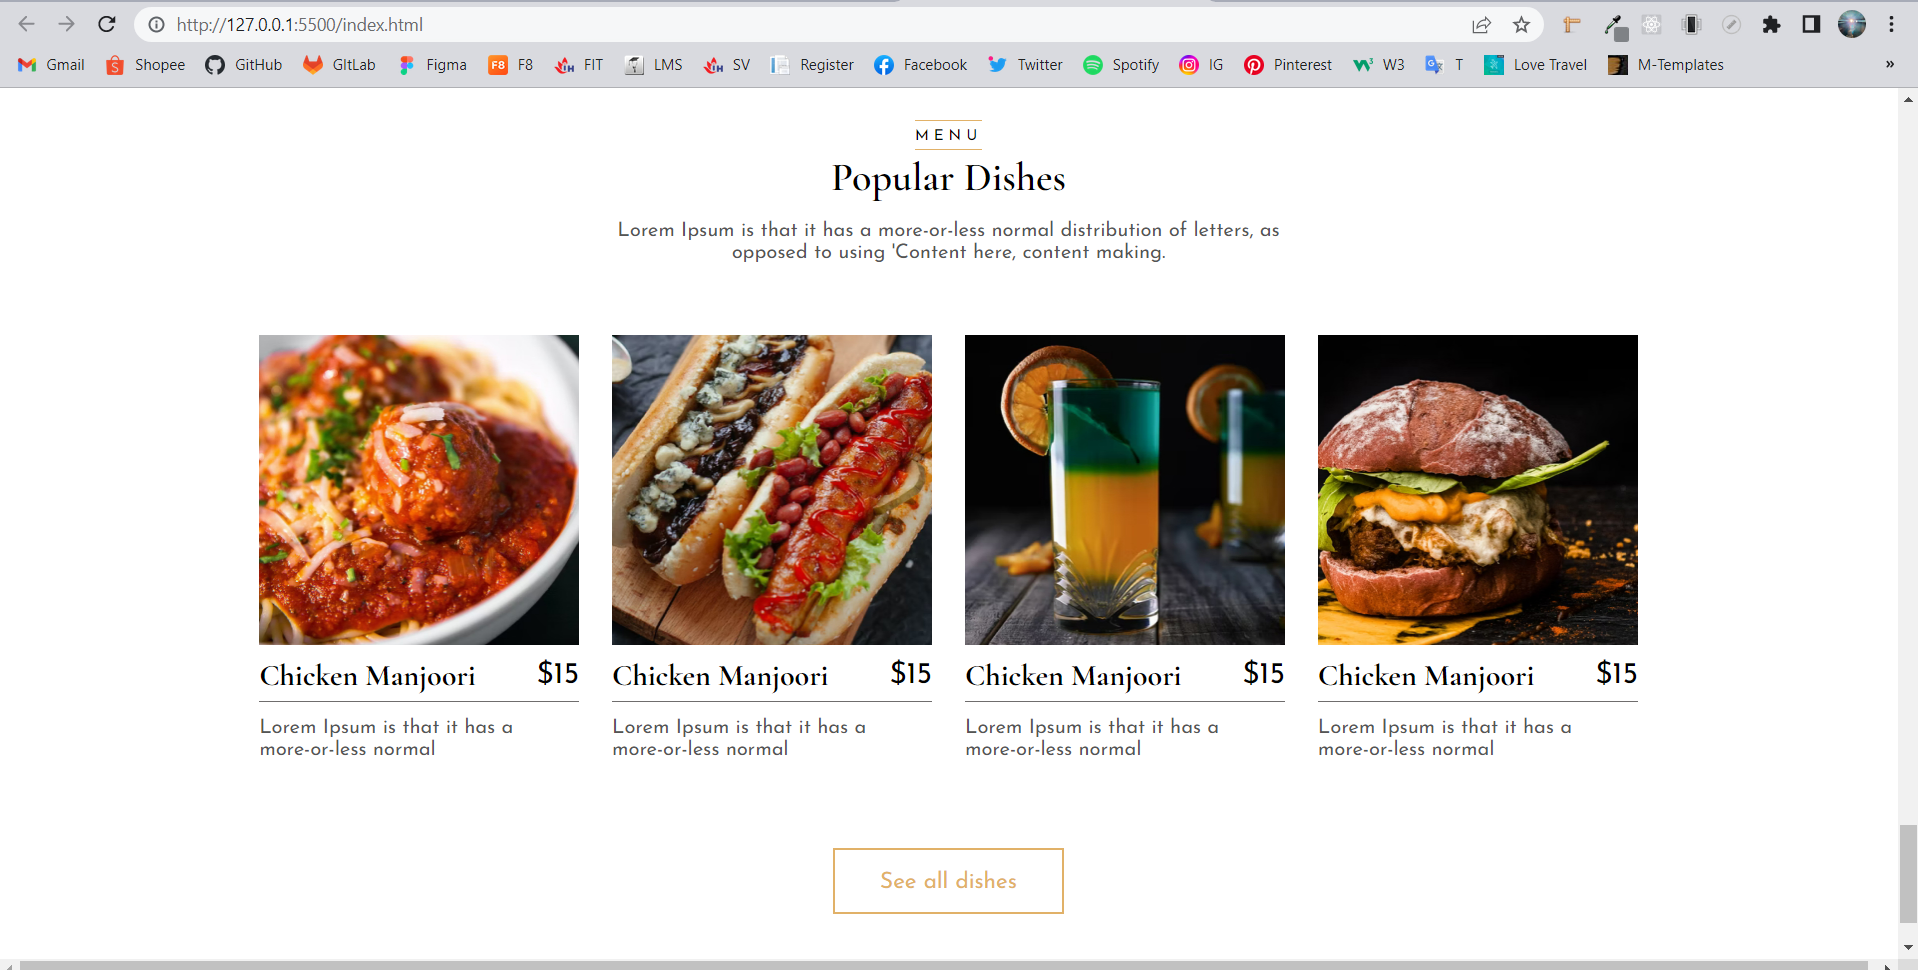 http://127.0.0.1:5500/index.html
Gmail Shopee GitHub GItLab Figma F8 F8 FIT LMS SV Register Facebook Twitter Spotify IG Pinterest W3 T Love Travel M-Templates »
MENU
Popular Dishes
Lorem Ipsum is that it has a more-or-less normal distribution of letters, as
opposed to using 'Content here, content making.
Chicken Manjoori $15
Lorem Ipsum is that it has a
more-or-less normal
Chicken Manjoori $15
Lorem Ipsum is that it has a
more-or-less normal
Chicken Manjoori $15
Lorem Ipsum is that it has a
more-or-less normal
Chicken Manjoori $15
Lorem Ipsum is that it has a
more-or-less normal
See all dishes